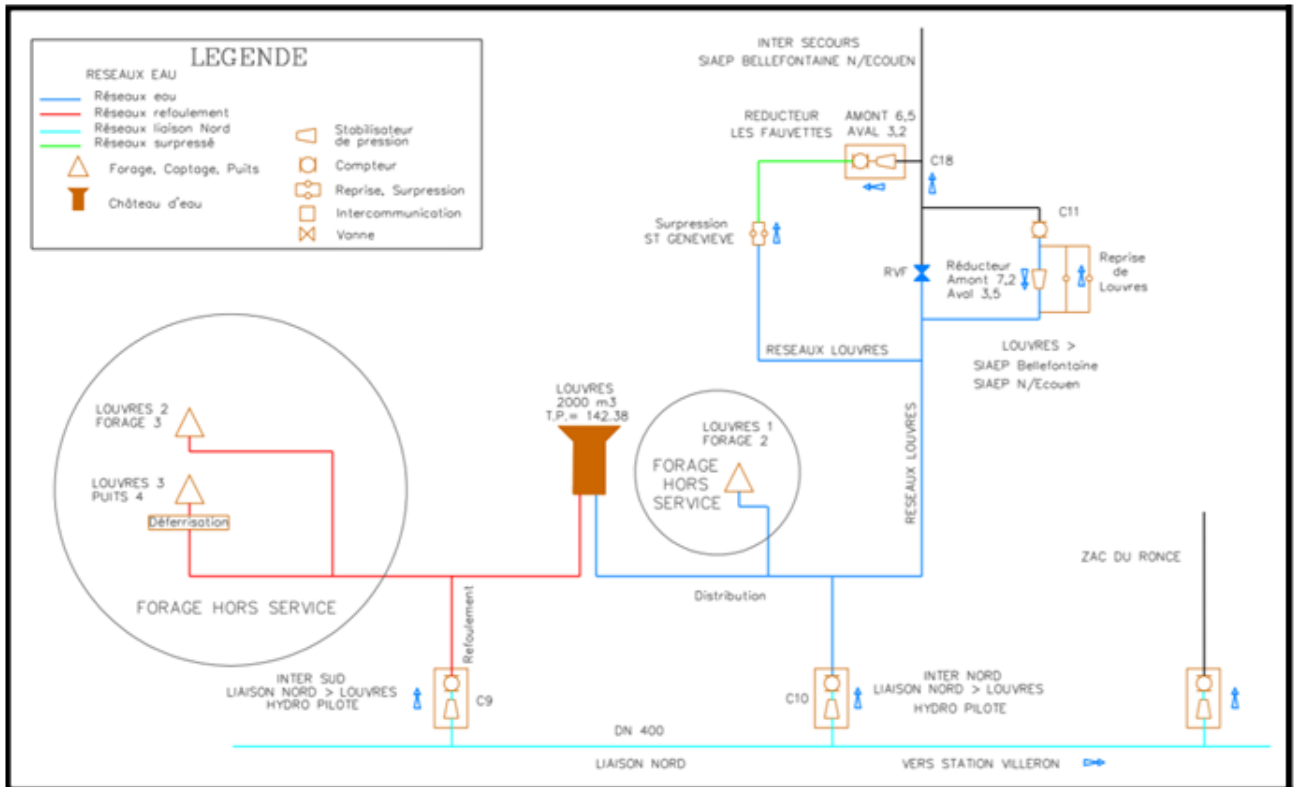 LEGENDE
RESEAUX EAU
Réseaux eau
Réseaux refoulement
Réseaux liaison Nord
Réseaux surpressé
Forage, Captage, Puits
Château d'eau
Stabilisateur
de pression
Compteur
Reprise, Surpression
Intercommunication
Vanne
INTER SECOURS
SIAEP BELLEFONTAINE N/ECOUEN
REDUCTEUR
LES FAUVETTES
AMONT 6,5
AVAL 3,2
C18
C11
Surpression
ST GENEVIEVE
RVF
Réducteur
Amont 7,2
Aval 3,5
Reprise
de
Louvres
RESEAUX LOUVRES
LOUVRES >
SIAEP Bellefontaine
SIAEP N/Ecouen
LOUVRES
2000 m3
T.P.= 142.38
LOUVRES 2
FORAGE 3
LOUVRES 3
PUITS 4
Déferrisation
FORAGE HORS SERVICE
LOUVRES 1
FORAGE 2
FORAGE
HORS
SERVICE
RESEAUX LOUVRES
ZAC DU RONCE
Distribution
Refoulement
INTER SUD
LIAISON NORD > LOUVRES
HYDRO PILOTE
C9
C10
INTER NORD
LIAISON NORD > LOUVRES
HYDRO PILOTE
DN 400
LIAISON NORD
VERS STATION VILLERON